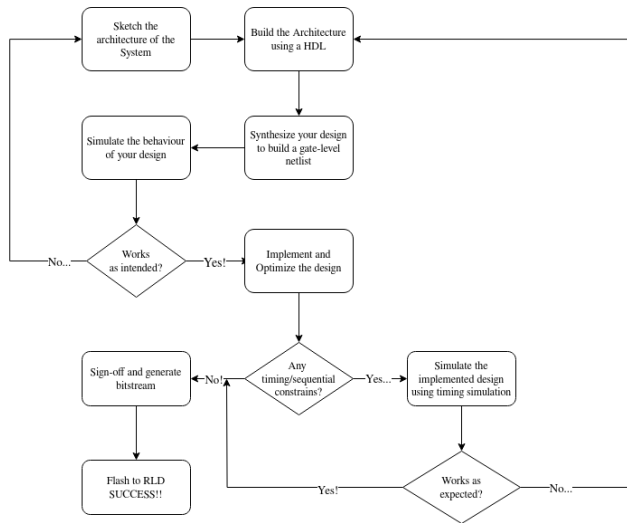 Sketch the
architecture of the
System
Build the Architecture
using a HDL
Simulate the behaviour
of your design
Synthesize your design
to build a gate-level
netlist
Works
as intended?
No...
Yes!
Implement and
Optimize the design
Sign-off and generate
bitstream
No!
Any
timing/sequential
constrains?
Yes...
Simulate the
implemented design
using timing simulation
Flash to RLD
SUCCESS!!
Yes!
Works as
expected?
No...